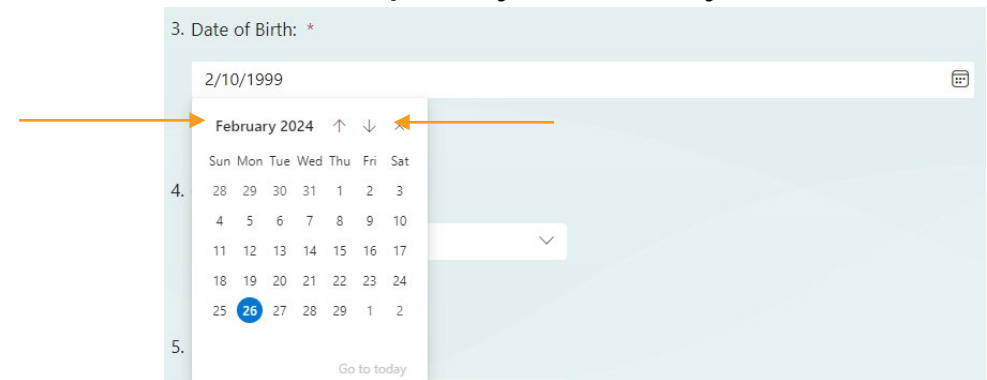 3. Date of Birth: *
2/10/1999
February 2024
Sun Mon Tue Wed Thu Fri Sat
28 29 30 31 1 2 3
4 5 6 7 8 9 10
11 12 13 14 15 16 17
18 19 20 21 22 23 24
25 26 27 28 29 1 2
Go to today
4.
5.